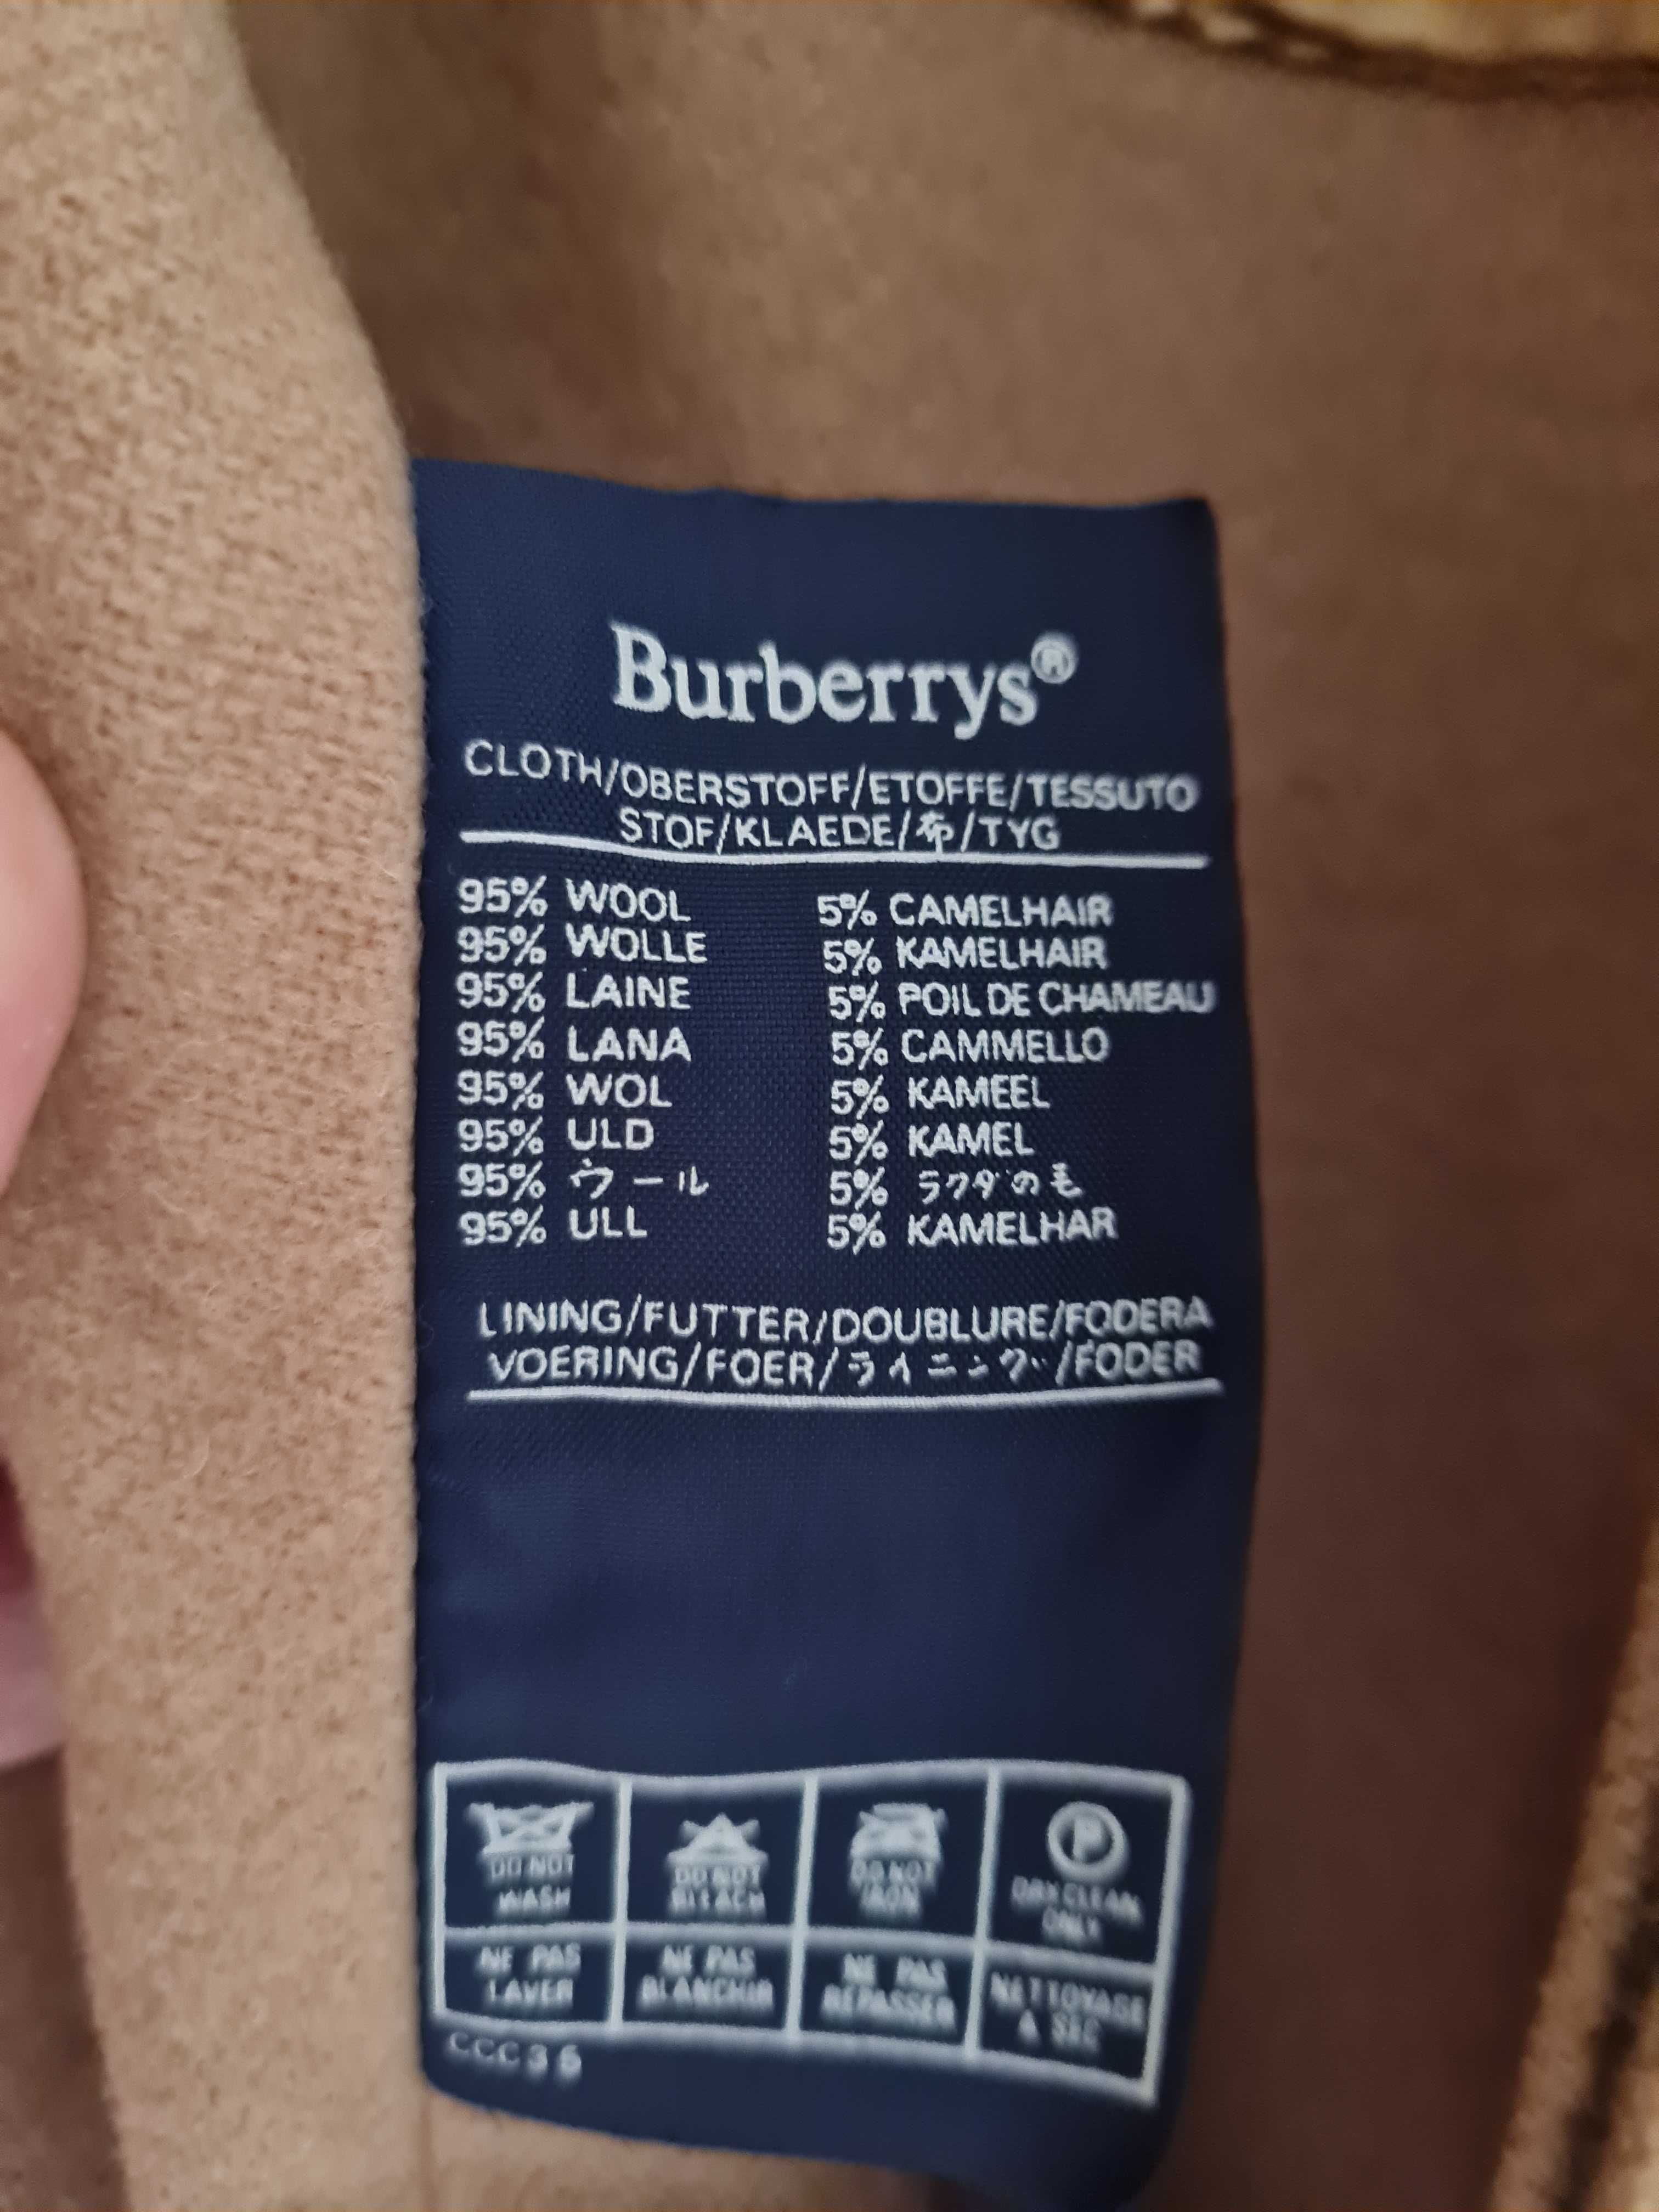 Burberrys®
CLOTH/OBERSTOFF/ETOFFE/TESSUTO
STOF/KLAEDE/布/TYG
95% WOOL 5% CAMELHAIR
95% WOLLE 5% KAMELHAIR
95% LAINE 5% POIL DE CHAMEAU
95% LANA 5% CAMMELLO
95% WOL 5% KAMEEL
95% ULD 5% KAMEL
95% ウール 5% ラクダの毛
95% ULL 5% KAMELHAR
LINING/FUTTER/DOUBLURE/FODERA
VOERING/FOER/ライニング/FODER
DO NOT WASH
DO NOT BLEACH
DO NOT IRON
P
DRY CLEAN ONLY
NE PAS LAVER
NE PAS BLANCHIR
NE PAS REPASSER
NETTOYAGE A SEC
CCC36